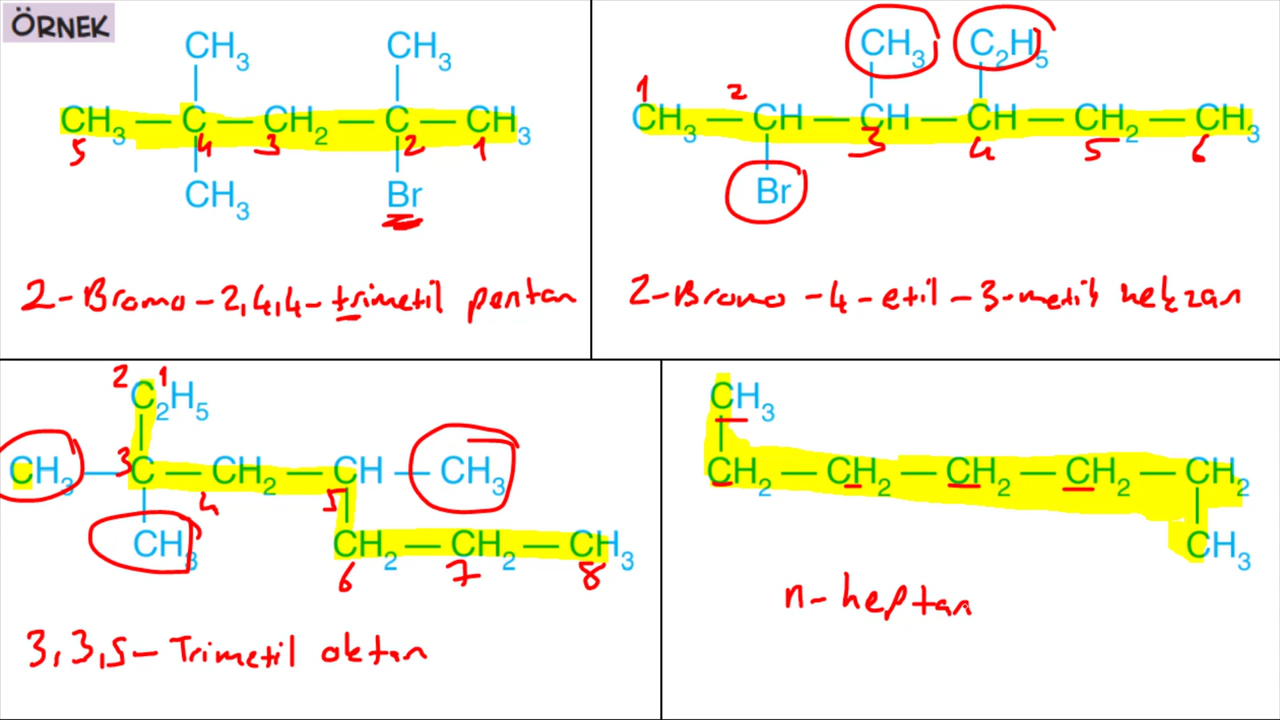 ÖRNEK
CH3 CH3
CH3 — C — CH2 — C — CH3
5 4 3 2 1
CH3 Br
2-Bromo-2,4,4-trimetil pentan
CH3 C2H5
1 2
CH3 — CH — CH — CH — CH2 — CH3
3 4 5 6
Br
2-Bromo-4-etil-3-metil hekzan
2 1
C2H5
3
CH3 — C — CH2 — CH — CH3
4 5
CH3 CH2 — CH2 — CH3
6 7 8
3,3,5-Trimetil oktan
CH3
CH2 — CH2 — CH2 — CH2 — CH2
CH3
n-heptan